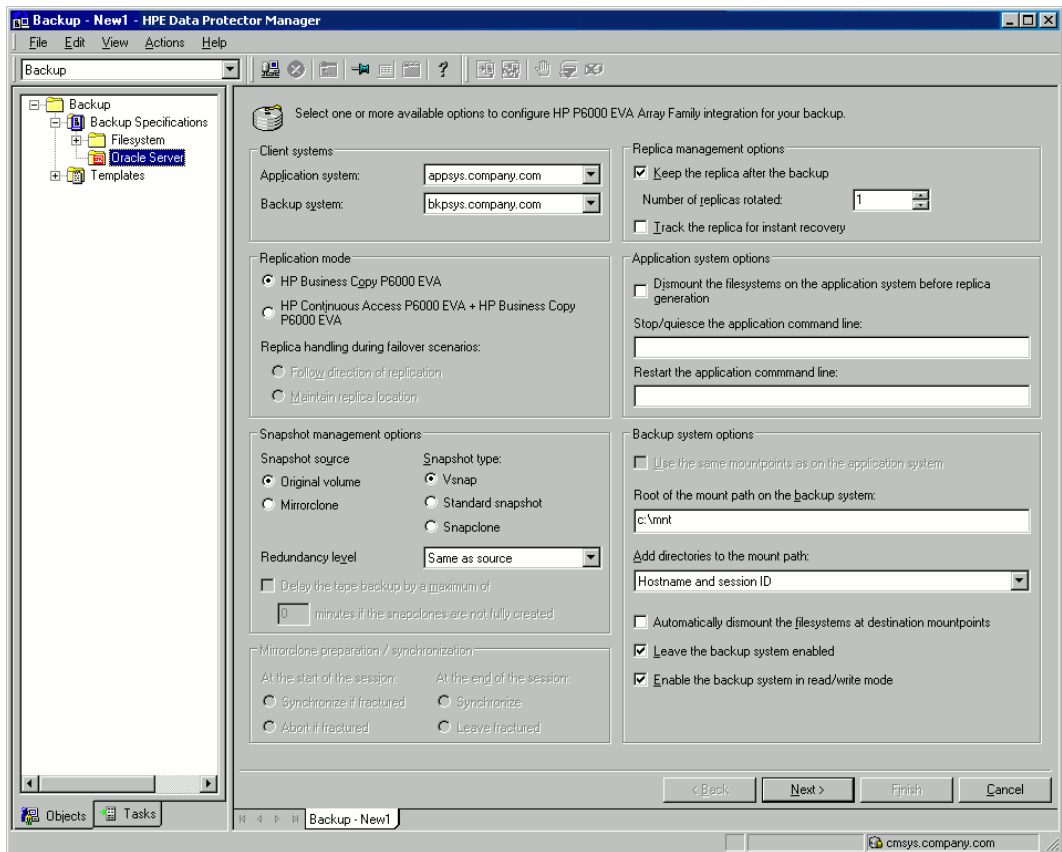 Backup - New1 - HPE Data Protector Manager
File Edit View Actions Help
Backup
Backup
Backup Specifications
Filesystem
Oracle Server
Templates
Objects
Tasks
Select one or more available options to configure HP P6000 EVA Array Family integration for your backup.
Client systems
Application system:
appsys.company.com
Backup system:
bkpsys.company.com
Replication mode
HP Business Copy P6000 EVA
HP Continuous Access P6000 EVA + HP Business Copy
P6000 EVA
Replica handling during failover scenarios:
Follow direction of replication
Maintain replica location
Snapshot management options
Snapshot source
Original volume
Mirrorclone
Snapshot type:
Vsnap
Standard snapshot
Snapclone
Redundancy level
Same as source
Delay the tape backup by a maximum of
0 minutes if the snapclones are not fully created
Mirrorclone preparation / synchronization
At the start of the session:
Synchronize if fractured
Abort if fractured
At the end of the session:
Synchronize
Leave fractured
Replica management options
Keep the replica after the backup
Number of replicas rotated: 1
Track the replica for instant recovery
Application system options
Dismount the filesystems on the application system before replica
generation
Stop/quiesce the application command line:
Restart the application commmand line:
Backup system options
Use the same mountpoints as on the application system
Root of the mount path on the backup system:
c:\mnt
Add directories to the mount path:
Hostname and session ID
Automatically dismount the filesystems at destination mountpoints
Leave the backup system enabled
Enable the backup system in read/write mode
< Back
Next >
Finish
Cancel
Backup - New1
cmsys.company.com